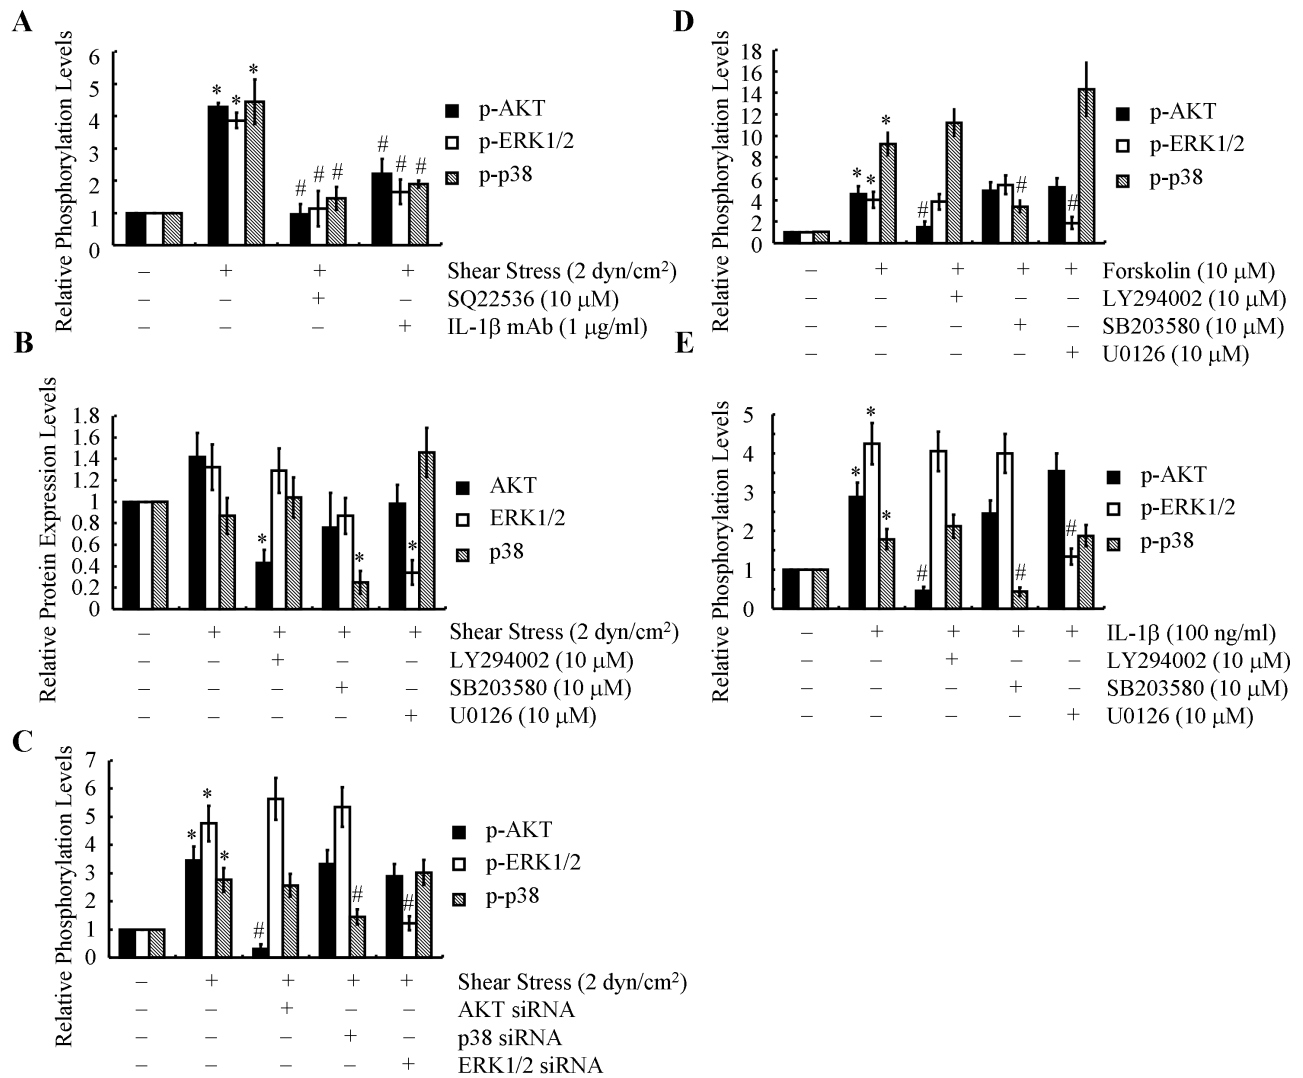 A
Relative Phosphorylation Levels
6
5
4
3
2
1
0
* * *
# # #
# # #
p-AKT
p-ERK1/2
p-p38
– + + + Shear Stress (2 dyn/cm²)
– – + – SQ22536 (10 μM)
– – – + IL-1β mAb (1 μg/ml)
B
Relative Protein Expression Levels
1.8
1.6
1.4
1.2
1
0.8
0.6
0.4
0.2
0
* * *
AKT
ERK1/2
p38
– + + + + Shear Stress (2 dyn/cm²)
– – + – – LY294002 (10 μM)
– – – + – SB203580 (10 μM)
– – – – + U0126 (10 μM)
C
Relative Phosphorylation Levels
7
6
5
4
3
2
1
0
* * *
# # #
p-AKT
p-ERK1/2
p-p38
– + + + + Shear Stress (2 dyn/cm²)
– – + – – AKT siRNA
– – – + – p38 siRNA
– – – – + ERK1/2 siRNA
D
Relative Phosphorylation Levels
18
16
14
12
10
8
6
4
2
0
* * *
# # #
p-AKT
p-ERK1/2
p-p38
– + + + + Forskolin (10 μM)
– – + – – LY294002 (10 μM)
– – – + – SB203580 (10 μM)
– – – – + U0126 (10 μM)
E
Relative Phosphorylation Levels
5
4
3
2
1
0
* * *
# # #
p-AKT
p-ERK1/2
p-p38
– + + + + IL-1β (100 ng/ml)
– – + – – LY294002 (10 μM)
– – – + – SB203580 (10 μM)
– – – – + U0126 (10 μM)